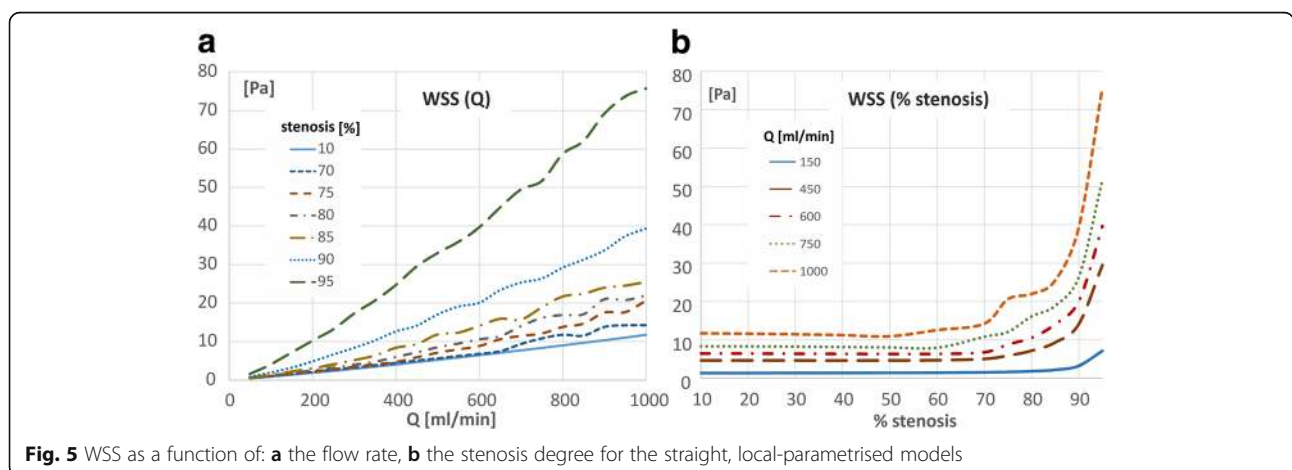 a
80
70
60
50
40
30
20
10
0
[Pa]
WSS (Q)
stenosis [%]
10
70
75
80
85
90
95
0 200 400 600 800 1000
Q [ml/min]
b
80
70
60
50
40
30
20
10
0
[Pa]
WSS (% stenosis)
Q [ml/min]
150
450
600
750
1000
10 20 30 40 50 60 70 80 90
% stenosis
Fig. 5 WSS as a function of: a the flow rate, b the stenosis degree for the straight, local-parametrised models